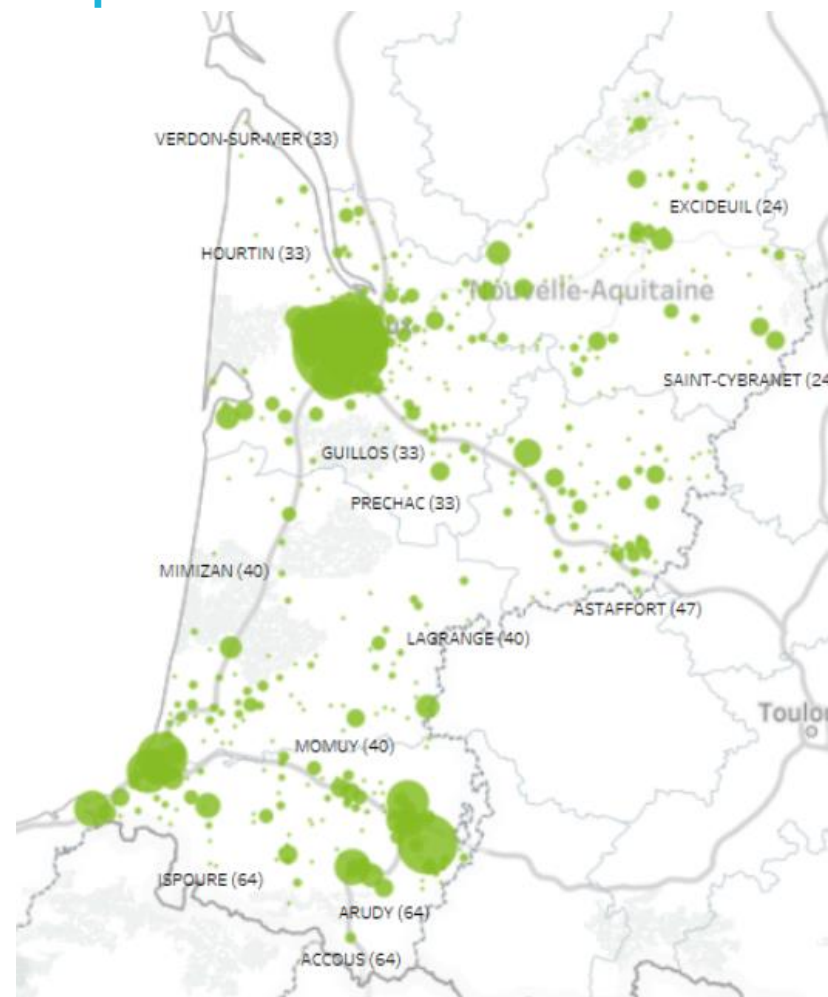 VERDON-SUR-MER (33)
EXCIDEUIL (24)
HOURTIN (33)
Nouvelle-Aquitaine
SAINT-CYBRANET (24
GUILLOS (33)
PRECHAC (33)
MIMIZAN (40)
ASTAFFORT (47)
LAGRANGE (40)
Toulou
MOMUY (40)
ISPOURE (64)
ARUDY (64)
ACCOUS (64)